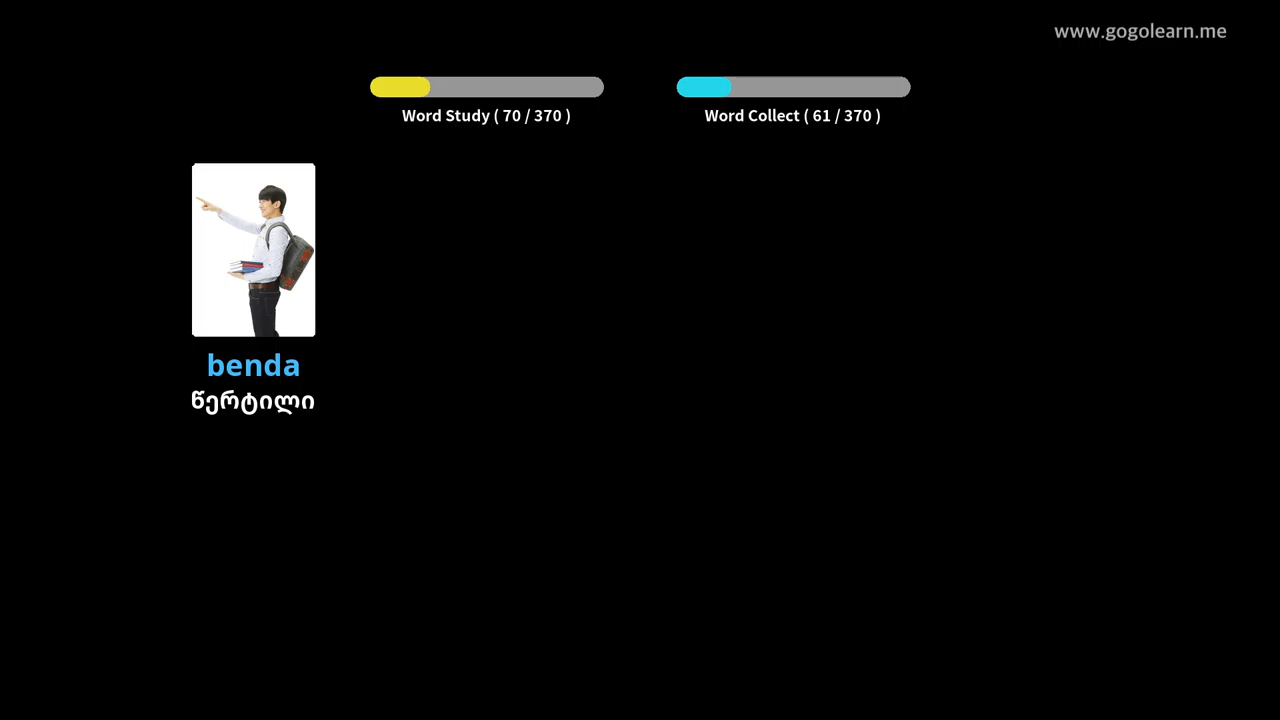 www.gogolearn.me
Word Study ( 70 / 370 )
Word Collect ( 61 / 370 )
benda
წერტილი